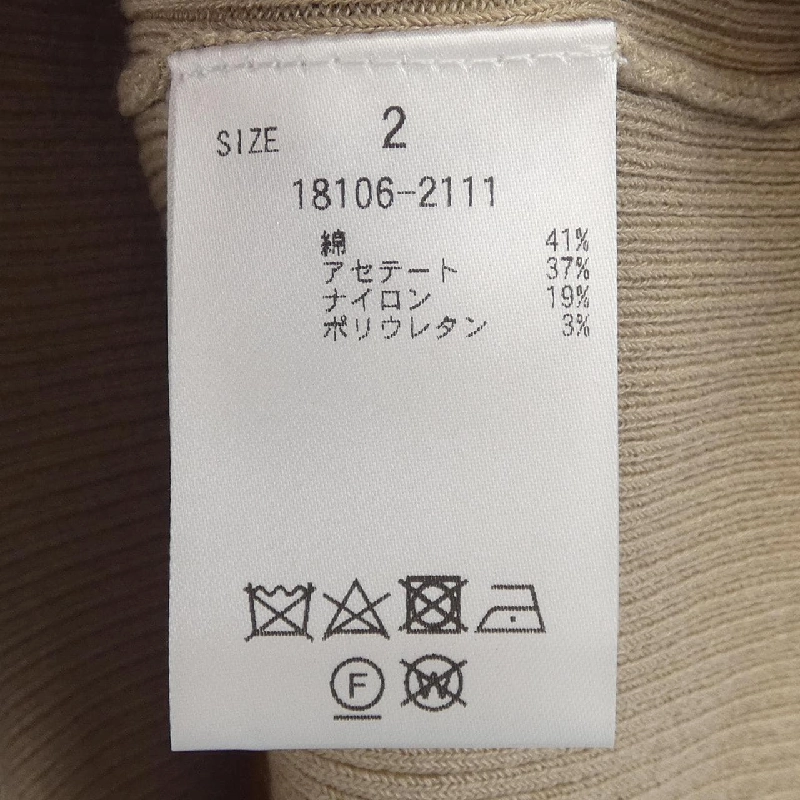 SIZE 2
18106-2111
綿 41%
アセテート 37%
ナイロン 19%
ポリウレタン 3%
F W